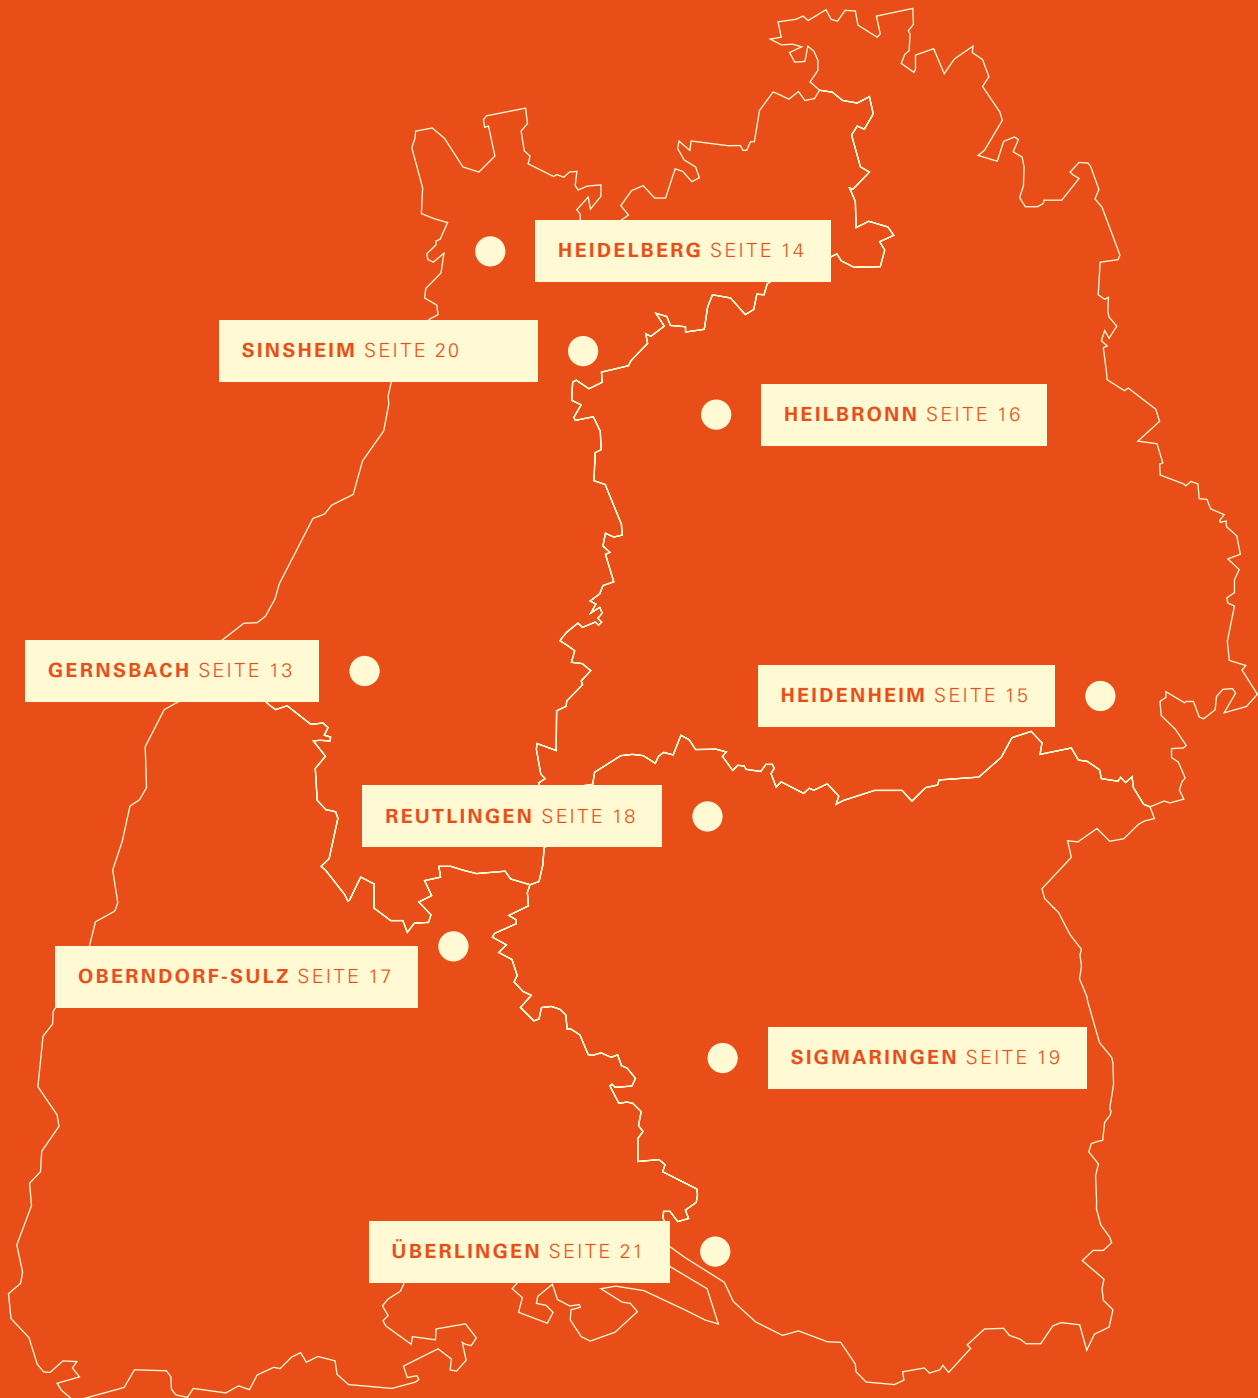 HEIDELBERG SEITE 14
SINSHEIM SEITE 20
HEILBRONN SEITE 16
GERNSBACH SEITE 13
HEIDENHEIM SEITE 15
REUTLINGEN SEITE 18
OBERNDORF-SULZ SEITE 17
SIGMARINGEN SEITE 19
ÜBERLINGEN SEITE 21